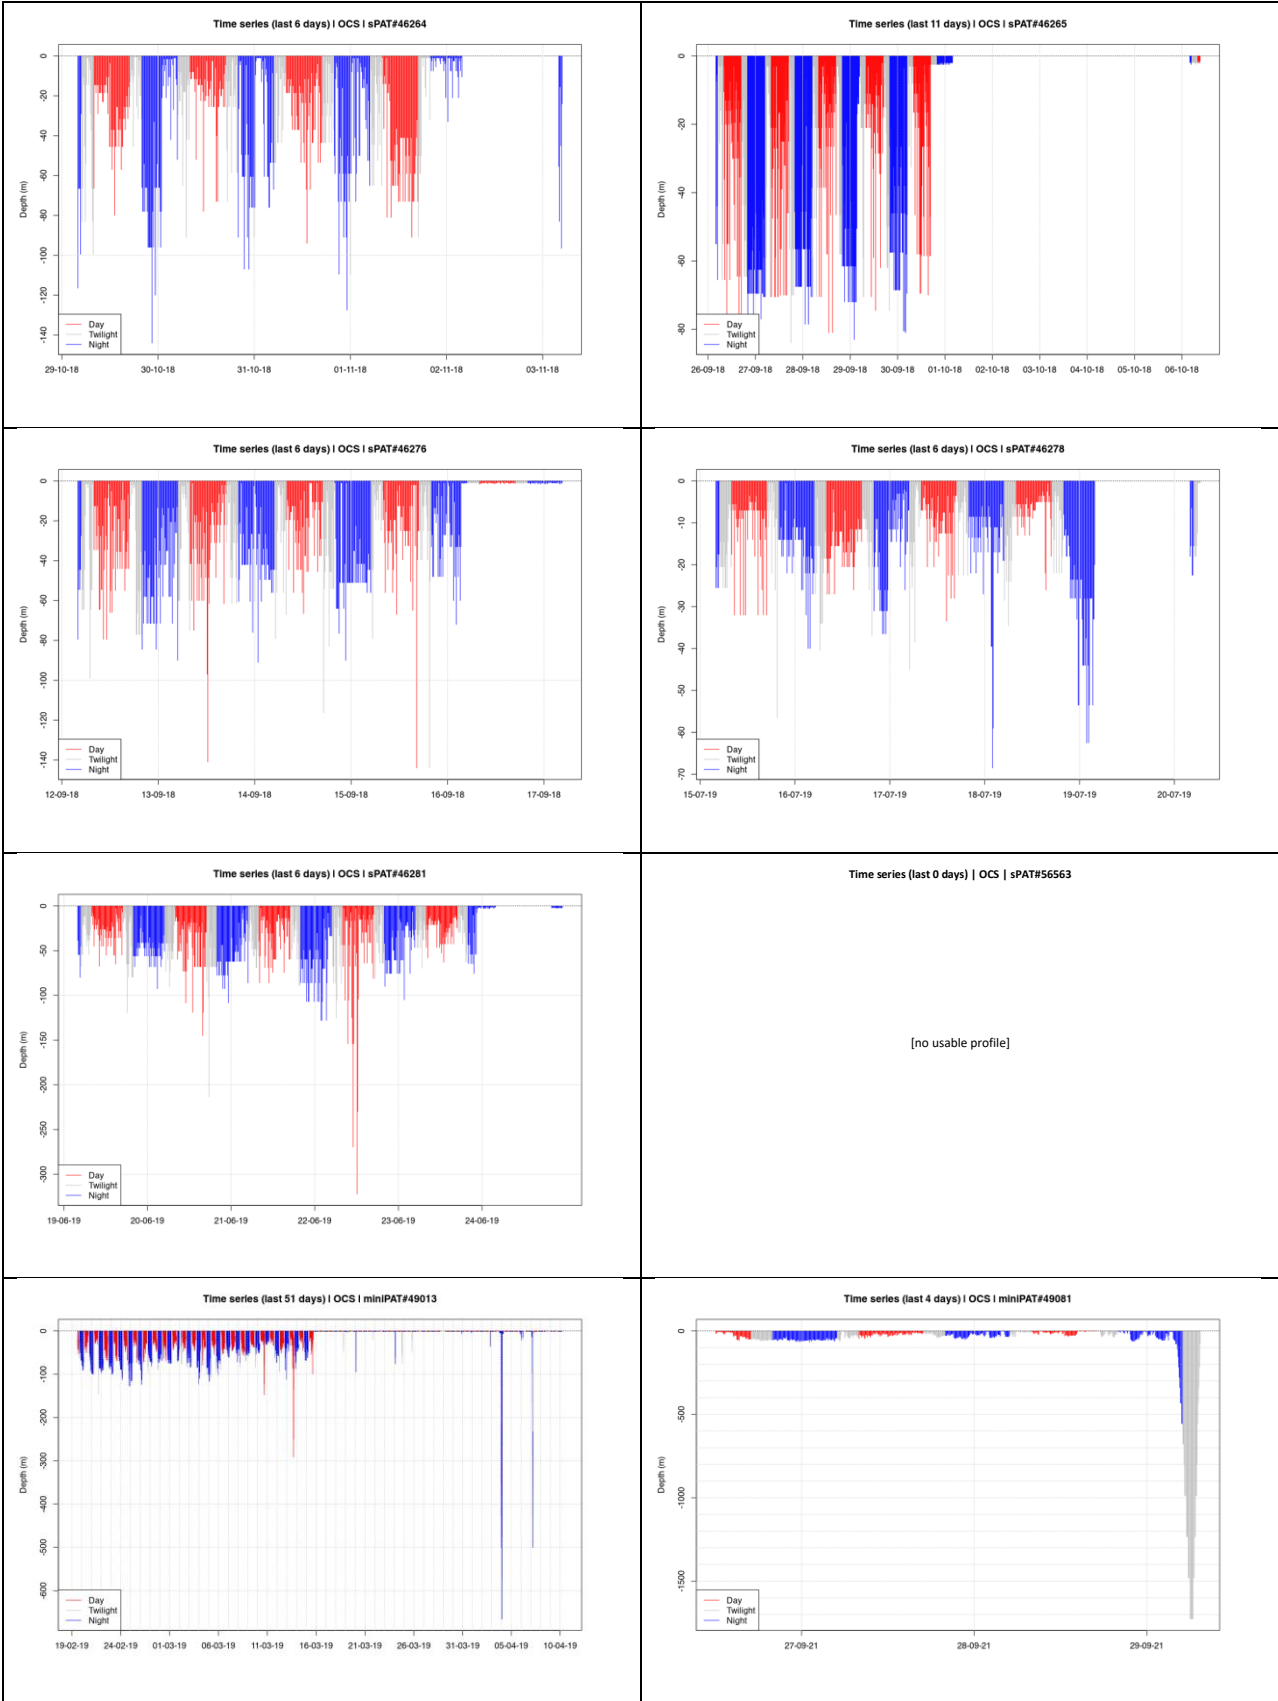 Time series (last 6 days) | OCS | sPAT#46264
Depth (m)
0
-20
-40
-60
-80
-100
-120
-140
Day
Twilight
Night
29-10-18 30-10-18 31-10-18 01-11-18 02-11-18 03-11-18
Time series (last 11 days) | OCS | sPAT#46265
Depth (m)
0
-20
-40
-60
-80
Day
Twilight
Night
26-09-18 27-09-18 28-09-18 29-09-18 30-09-18 01-10-18 02-10-18 03-10-18 04-10-18 05-10-18 06-10-18
Time series (last 6 days) | OCS | sPAT#46276
Depth (m)
0
-20
-40
-60
-80
-100
-120
-140
Day
Twilight
Night
12-09-18 13-09-18 14-09-18 15-09-18 16-09-18 17-09-18
Time series (last 6 days) | OCS | sPAT#46278
Depth (m)
0
-10
-20
-30
-40
-50
-60
-70
Day
Twilight
Night
15-07-19 16-07-19 17-07-19 18-07-19 19-07-19 20-07-19
Time series (last 6 days) | OCS | sPAT#46281
Depth (m)
0
-50
-100
-150
-200
-250
-300
Day
Twilight
Night
19-06-19 20-06-19 21-06-19 22-06-19 23-06-19 24-06-19
Time series (last 0 days) | OCS | sPAT#56563
[no usable profile]
Time series (last 51 days) | OCS | miniPAT#49013
Depth (m)
0
-100
-200
-300
-400
-500
-600
Day
Twilight
Night
19-02-19 24-02-19 01-03-19 06-03-19 11-03-19 16-03-19 21-03-19 26-03-19 31-03-19 05-04-19 10-04-19
Time series (last 4 days) | OCS | miniPAT#49081
Depth (m)
0
-500
-1000
-1500
Day
Twilight
Night
27-09-21 28-09-21 29-09-21